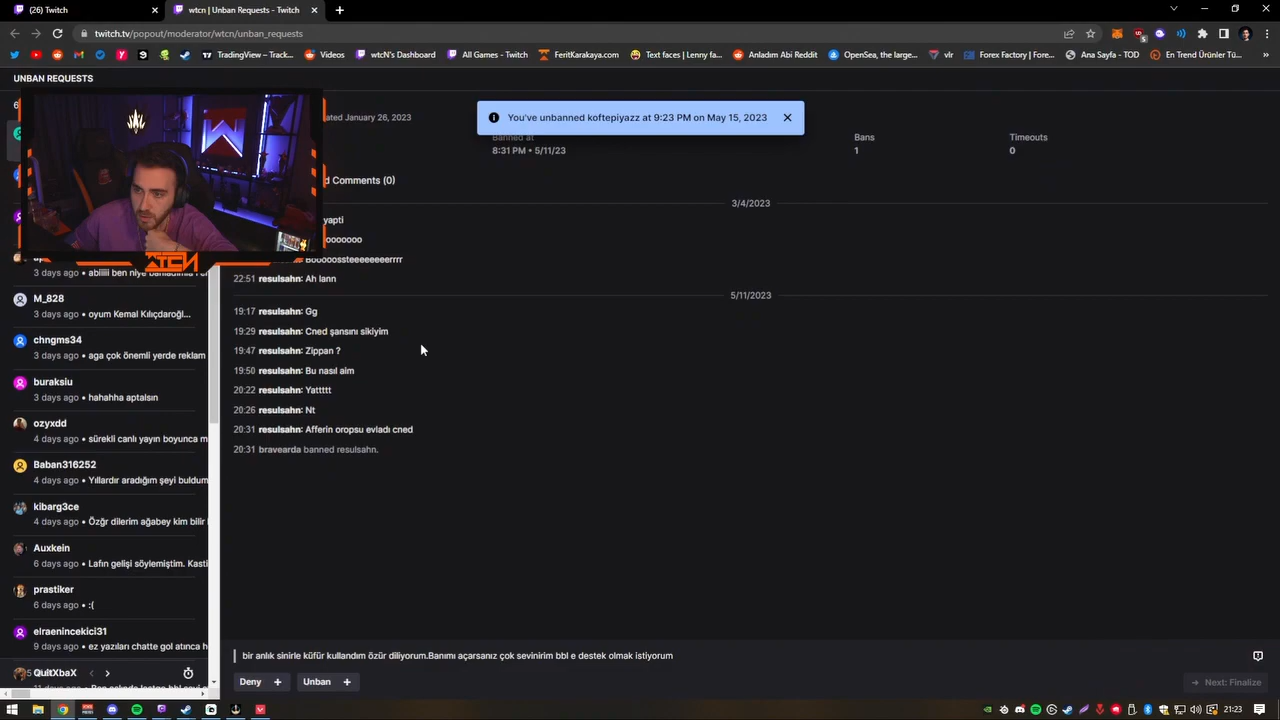 (26) Twitch
wtcn | Unban Requests - Twitch
twitch.tv/popout/moderator/wtcn/unban_requests
TradingView – Track...
Videos
wtcN's Dashboard
All Games - Twitch
FeritKarakaya.com
Text faces | Lenny fa...
Anladım Abi Reddit
OpenSea, the large...
vlr
Forex Factory | Fore...
Ana Sayfa - TOD
En Trend Ürünler Tü...
»
UNBAN REQUESTS
ated January 26, 2023
You've unbanned koftepiyazz at 9:23 PM on May 15, 2023
Banned at
8:31 PM • 5/11/23
Bans
1
Timeouts
0
d Comments (0)
3/4/2023
yapti
ooooooo
Booooossteeeeeeeerrr
22:51 resulsahn: Ah lann
5/11/2023
19:17 resulsahn: Gg
19:29 resulsahn: Cned şansını sikiyim
19:47 resulsahn: Zippan ?
19:50 resulsahn: Bu nasıl aim
20:22 resulsahn: Yattttt
20:26 resulsahn: Nt
20:31 resulsahn: Afferin oropsu evladı cned
20:31 bravearda banned resulsahn.
WTCN
3 days ago • abiiiii ben niye
M_828
3 days ago • oyum Kemal Kılıçdaroğl...
chngms34
3 days ago • aga çok önemli yerde reklam
buraksiu
3 days ago • hahahha aptalsın
ozyxdd
4 days ago • sürekli canlı yayın boyunca m
Baban316252
4 days ago • Yıllardır aradığım şeyi buldum
kibarg3ce
4 days ago • Özğr dilerim ağabey kim bilir
Auxkein
6 days ago • Lafın gelişi söylemiştim. Kasti
prastiker
6 days ago • :(
elraenincekici31
9 days ago • ez yazıları chatte gol atınca h
QuitXbaX
bir anlık sinirle küfür kullandım özür diliyorum.Banımı açarsanız çok sevinirim bbl e destek olmak istiyorum
Deny +
Unban +
Next: Finalize
21:23